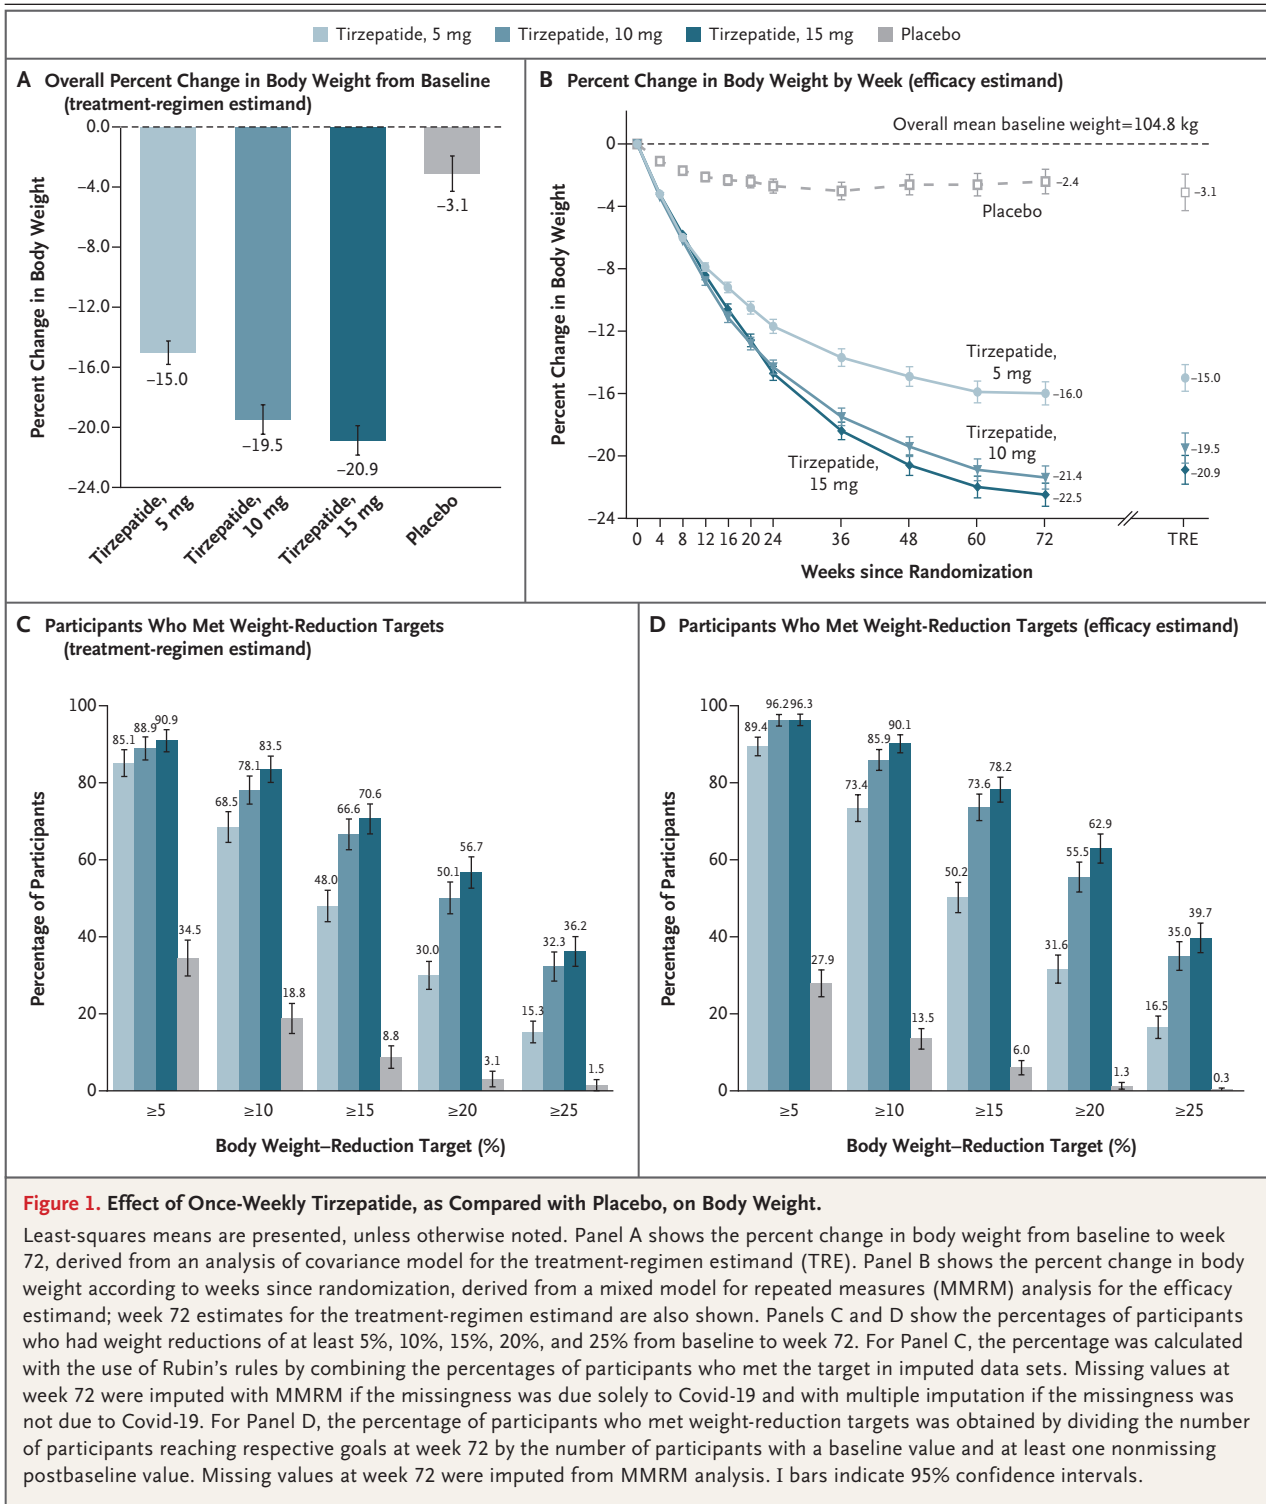 Tirzepatide, 5 mg Tirzepatide, 10 mg Tirzepatide, 15 mg Placebo
A Overall Percent Change in Body Weight from Baseline
(treatment-regimen estimand)
Percent Change in Body Weight
0.0
−4.0
−8.0
−12.0
−16.0
−20.0
−24.0
−15.0
−19.5
−20.9
−3.1
Tirzepatide,
5 mg
Tirzepatide,
10 mg
Tirzepatide,
15 mg
Placebo
B Percent Change in Body Weight by Week (efficacy estimand)
Overall mean baseline weight=104.8 kg
Percent Change in Body Weight
0
−4
−8
−12
−16
−20
−24
−2.4
Placebo
−3.1
Tirzepatide,
5 mg
−16.0
−15.0
Tirzepatide,
10 mg
−21.4
−19.5
Tirzepatide,
15 mg
−22.5
−20.9
0 4 8 12 16 20 24 36 48 60 72 TRE
Weeks since Randomization
C Participants Who Met Weight-Reduction Targets
(treatment-regimen estimand)
Percentage of Participants
100
80
60
40
20
0
85.1 88.9 90.9 34.5
68.5 78.1 83.5 18.8
48.0 66.6 70.6 8.8
30.0 50.1 56.7 3.1
15.3 32.3 36.2 1.5
≥5 ≥10 ≥15 ≥20 ≥25
Body Weight–Reduction Target (%)
D Participants Who Met Weight-Reduction Targets (efficacy estimand)
Percentage of Participants
100
80
60
40
20
0
89.4 96.2 96.3 27.9
73.4 85.9 90.1 13.5
50.2 73.6 78.2 6.0
31.6 55.5 62.9 1.3
16.5 35.0 39.7 0.3
≥5 ≥10 ≥15 ≥20 ≥25
Body Weight–Reduction Target (%)
Figure 1. Effect of Once-Weekly Tirzepatide, as Compared with Placebo, on Body Weight.
Least-squares means are presented, unless otherwise noted. Panel A shows the percent change in body weight from baseline to week
72, derived from an analysis of covariance model for the treatment-regimen estimand (TRE). Panel B shows the percent change in body
weight according to weeks since randomization, derived from a mixed model for repeated measures (MMRM) analysis for the efficacy
estimand; week 72 estimates for the treatment-regimen estimand are also shown. Panels C and D show the percentages of participants
who had weight reductions of at least 5%, 10%, 15%, 20%, and 25% from baseline to week 72. For Panel C, the percentage was calculated
with the use of Rubin’s rules by combining the percentages of participants who met the target in imputed data sets. Missing values at
week 72 were imputed with MMRM if the missingness was due solely to Covid-19 and with multiple imputation if the missingness was
not due to Covid-19. For Panel D, the percentage of participants who met weight-reduction targets was obtained by dividing the number
of participants reaching respective goals at week 72 by the number of participants with a baseline value and at least one nonmissing
postbaseline value. Missing values at week 72 were imputed from MMRM analysis. I bars indicate 95% confidence intervals.